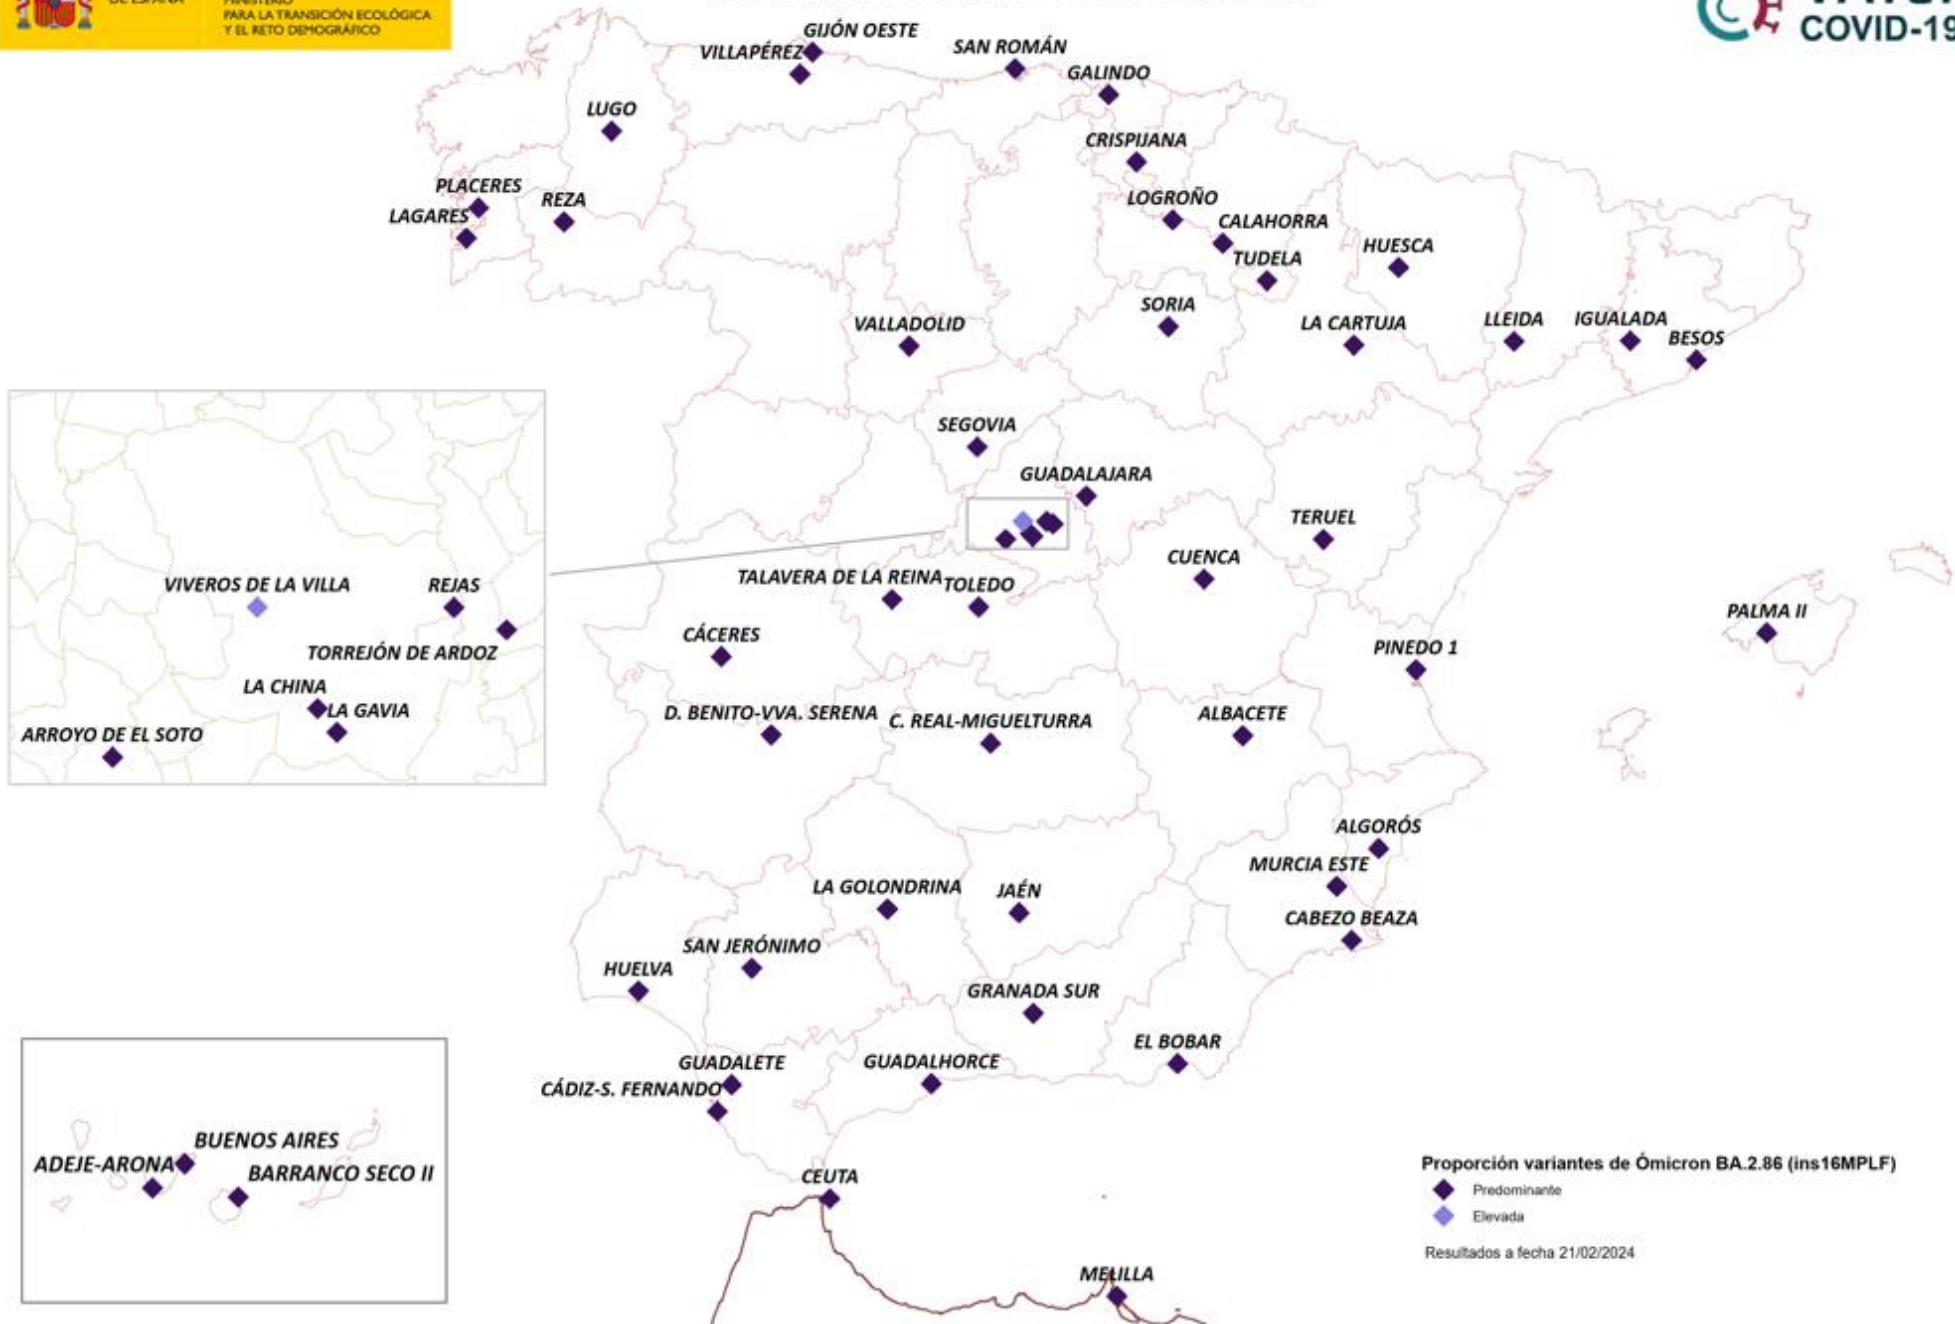 DE ESPAÑA
MINISTERIO
PARA LA TRANSICIÓN ECOLÓGICA
Y EL RETO DEMOGRÁFICO
COVID-19
GIJÓN OESTE
VILLAPÉREZ
SAN ROMÁN
GALINDO
LUGO
CRISPIJANA
PLACERES
REZA
LAGARES
LOGROÑO
CALAHORRA
TUDELA
HUESCA
SORIA
VALLADOLID
LA CARTUJA
LLEIDA
IGUALADA
BESOS
SEGOVIA
GUADALAJARA
TERUEL
CUENCA
TALAVERA DE LA REINA
TOLEDO
VIVEROS DE LA VILLA
REJAS
TORREJÓN DE ARDOZ
LA CHINA
LA GAVIA
ARROYO DE EL SOTO
PALMA II
CÁCERES
PINEDO 1
D. BENITO-VVA. SERENA
C. REAL-MIGUELTURRA
ALBACETE
ALGORÓS
MURCIA ESTE
LA GOLONDRINA
JAÉN
CABEZO BEAZA
SAN JERÓNIMO
HUELVA
GRANADA SUR
EL BOBAR
GUADALETE
GUADALHORCE
CÁDIZ-S. FERNANDO
BUENOS AIRES
ADEJE-ARONA
BARRANCO SECO II
CEUTA
MELILLA
Proporción variantes de Ómicron BA.2.86 (ins16MPLF)
Predominante
Elevada
Resultados a fecha 21/02/2024